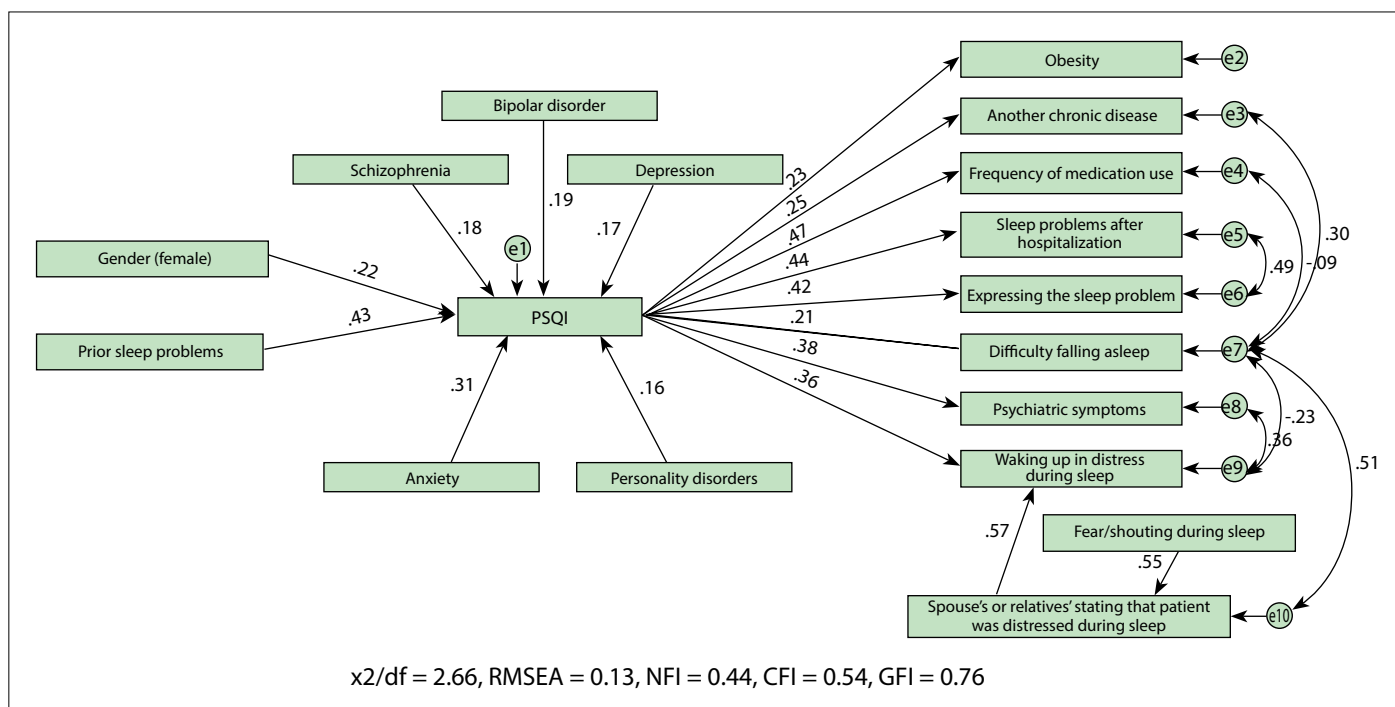 Obesity
e2
Bipolar disorder
Another chronic disease
e3
Schizophrenia
Depression
.23
.25
Frequency of medication use
e4
.19
.18
.17
.47
Sleep problems after
hospitalization
e5
.30
Gender (female)
e1
.44
-.09
.22
.49
.42
Expressing the sleep problem
e6
PSQI
.43
.21
Prior sleep problems
Difficulty falling asleep
e7
.38
.31
.16
.36
Psychiatric symptoms
e8
-.23
.36
Anxiety
Personality disorders
Waking up in distress
during sleep
e9
.51
.57
Fear/shouting during sleep
.55
Spouse's or relatives' stating that patient
was distressed during sleep
e10
x2/df = 2.66, RMSEA = 0.13, NFI = 0.44, CFI = 0.54, GFI = 0.76